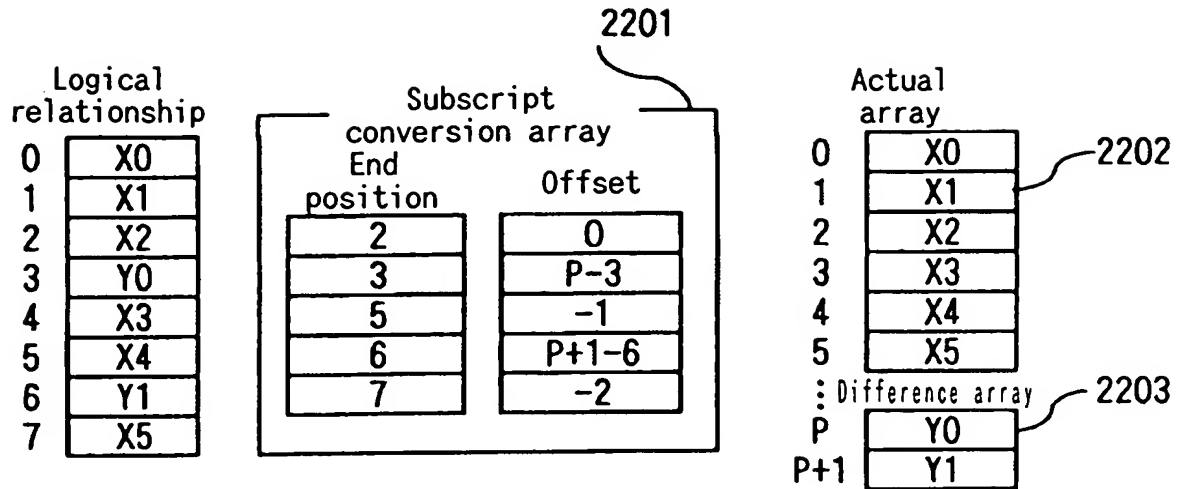 2201
Logical
relationship
0 X0
1 X1
2 X2
3 Y0
4 X3
5 X4
6 Y1
7 X5
Subscript
conversion array
End
position
Offset
2 0
3 P-3
5 -1
6 P+1-6
7 -2
Actual
array
0 X0
1 X1
2 X2
3 X3
4 X4
5 X5
2202
Difference array
2203
P Y0
P+1 Y1